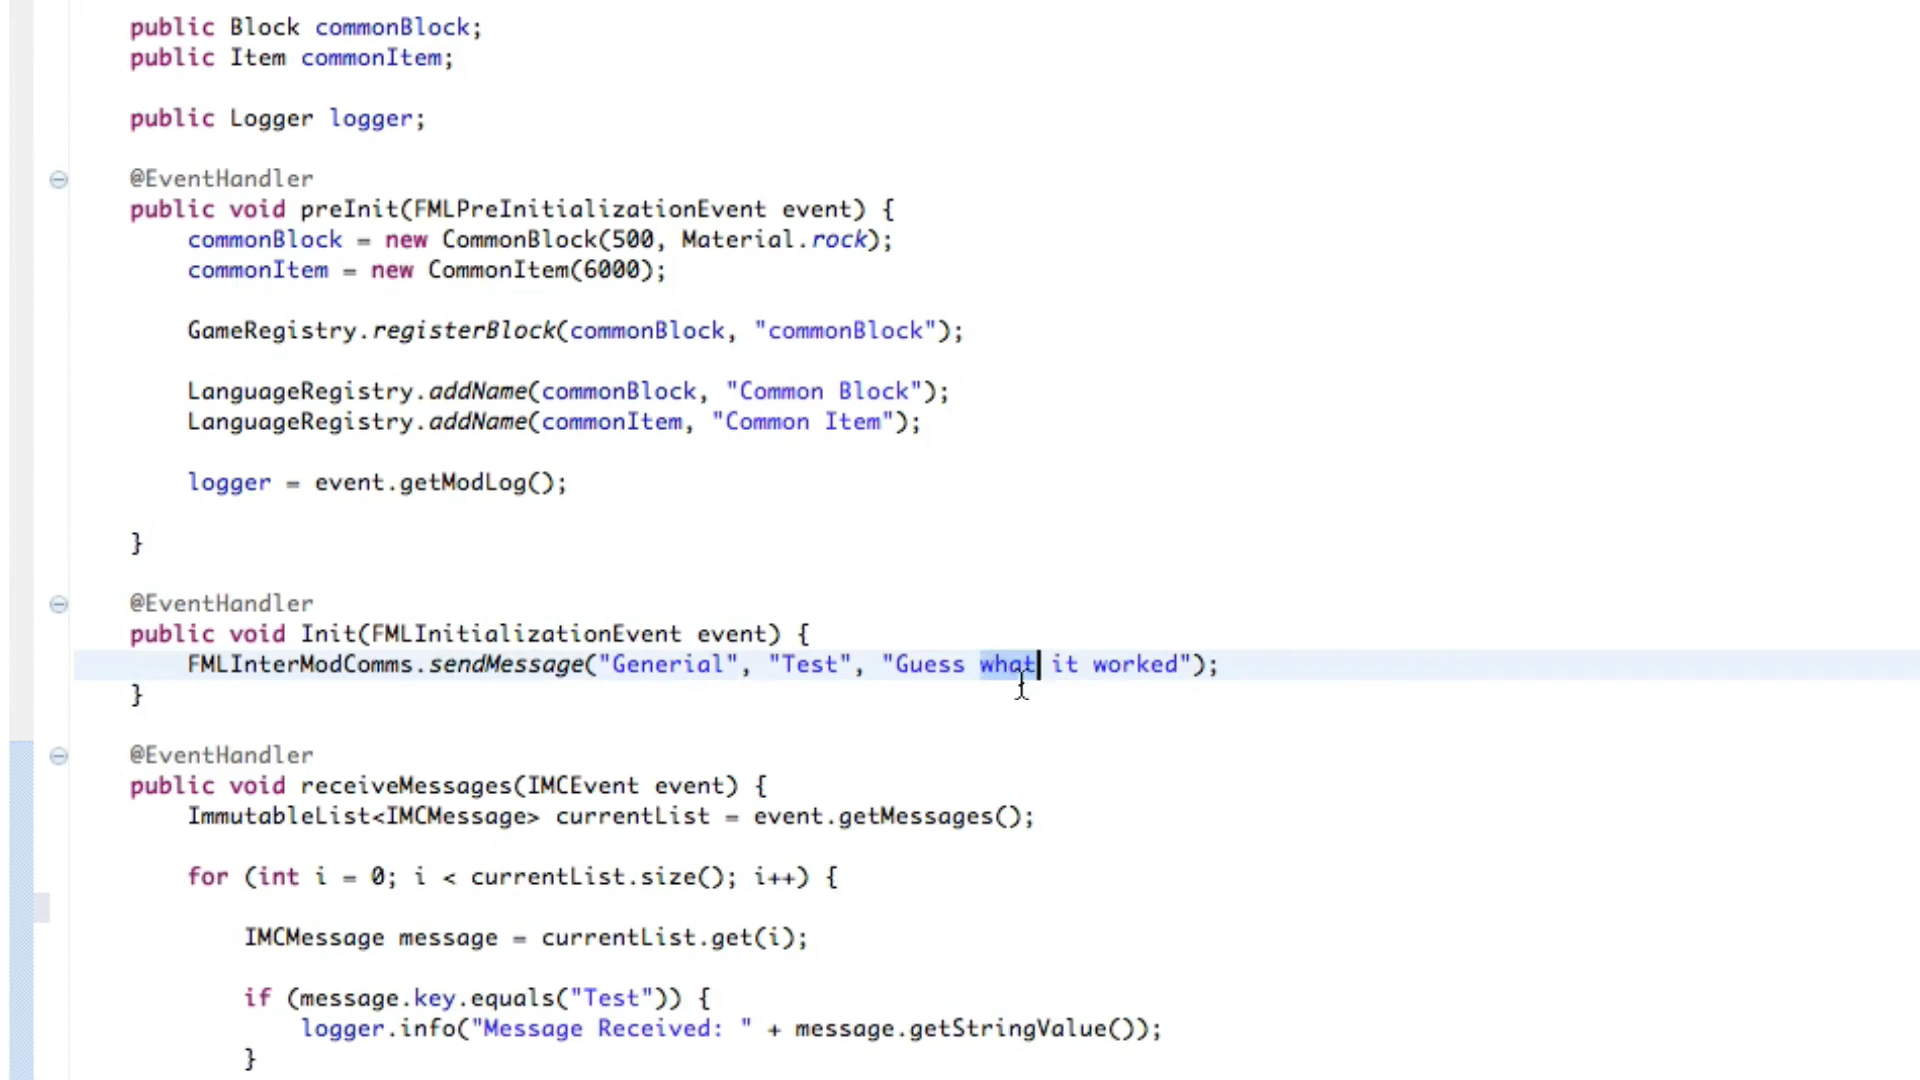 public Block commonBlock;
public Item commonItem;
public Logger logger;
@EventHandler
public void preInit(FMLPreInitializationEvent event) {
commonBlock = new CommonBlock(500, Material.rock);
commonItem = new CommonItem(6000);
GameRegistry.registerBlock(commonBlock, "commonBlock");
LanguageRegistry.addName(commonBlock, "Common Block");
LanguageRegistry.addName(commonItem, "Common Item");
logger = event.getModLog();
}
@EventHandler
public void Init(FMLInitializationEvent event) {
FMLInterModComms.sendMessage("Generial", "Test", "Guess what it worked");
}
@EventHandler
public void receiveMessages(IMCEvent event) {
ImmutableList<IMCMessage> currentList = event.getMessages();
for (int i = 0; i < currentList.size(); i++) {
IMCMessage message = currentList.get(i);
if (message.key.equals("Test")) {
logger.info("Message Received: " + message.getStringValue());
}